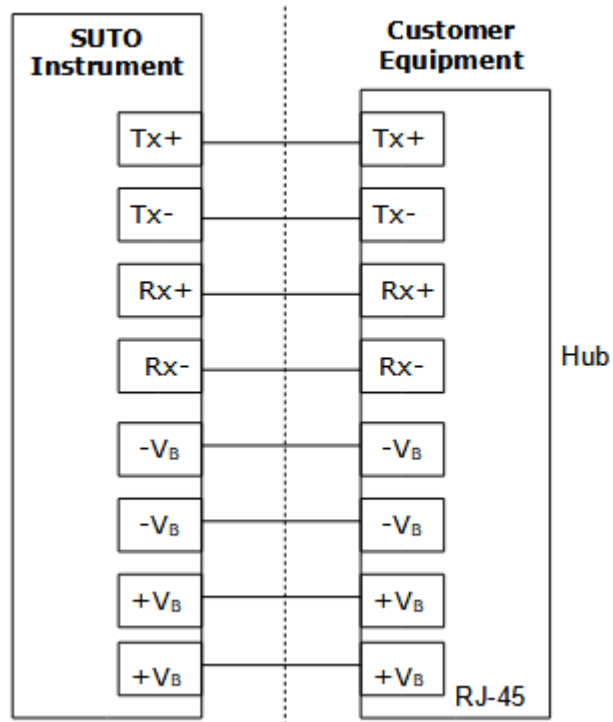 SUTO
Instrument
Customer
Equipment
Tx+ Tx+
Tx- Tx-
Rx+ Rx+
Rx- Rx-
Hub
-VB -VB
-VB -VB
+VB +VB
+VB +VB
RJ-45